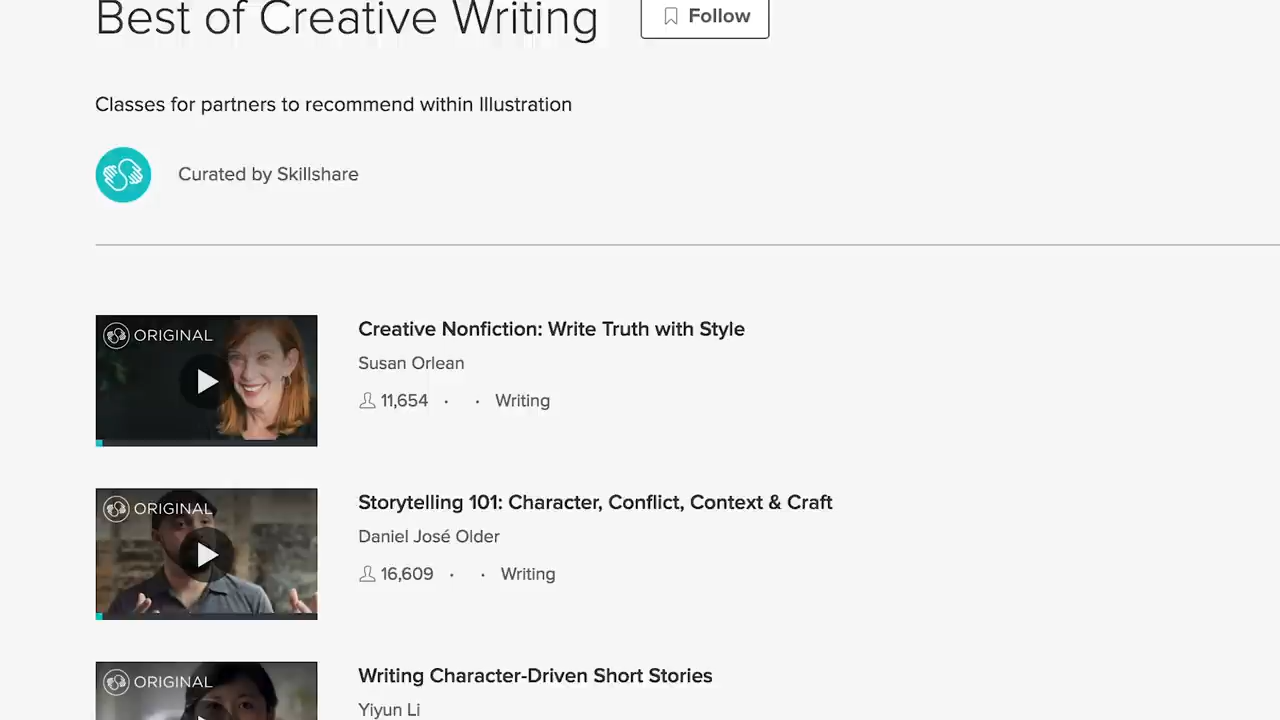 Best of Creative Writing
Follow
Classes for partners to recommend within Illustration
Curated by Skillshare
ORIGINAL
Creative Nonfiction: Write Truth with Style
Susan Orlean
11,654 · · Writing
ORIGINAL
Storytelling 101: Character, Conflict, Context & Craft
Daniel José Older
16,609 · · Writing
ORIGINAL
Writing Character-Driven Short Stories
Yiyun Li